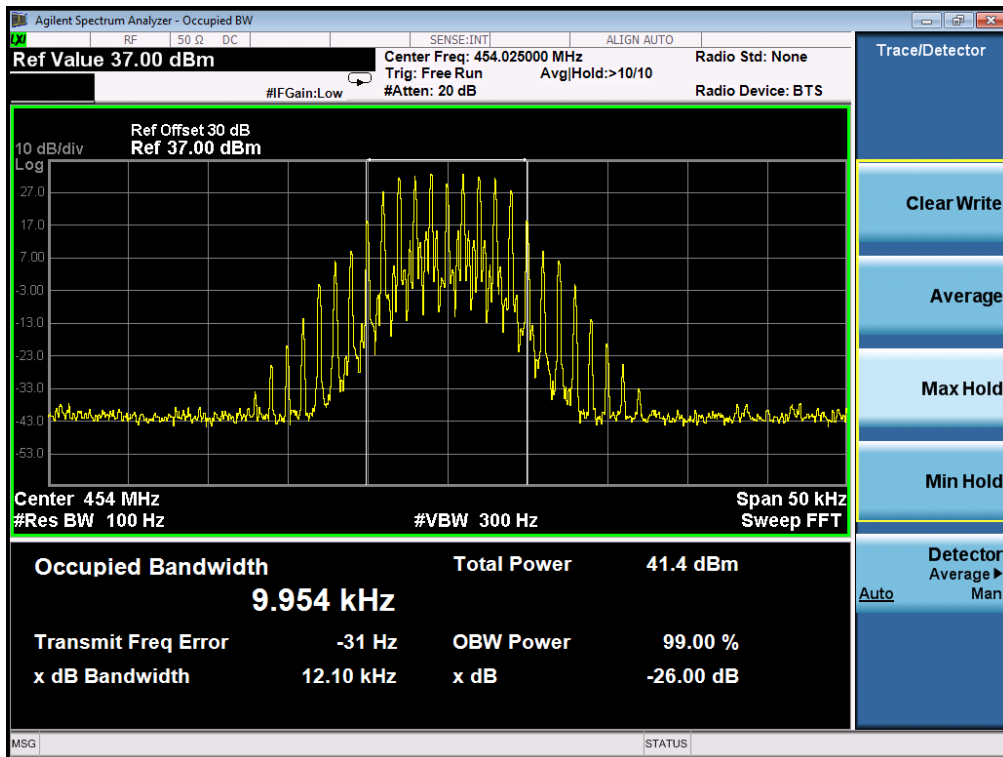 Agilent Spectrum Analyzer - Occupied BW
LXI
RF
50 Ω
DC
SENSE:INT
ALIGN AUTO
Ref Value 37.00 dBm
Center Freq: 454.025000 MHz
Radio Std: None
Trig: Free Run
Avg|Hold:>10/10
#IFGain:Low
#Atten: 20 dB
Radio Device: BTS
Trace/Detector
Ref Offset 30 dB
10 dB/div
Ref 37.00 dBm
Log
27.0
17.0
7.00
-3.00
-13.0
-23.0
-33.0
-43.0
-53.0
Center 454 MHz
Span 50 kHz
#Res BW 100 Hz
#VBW 300 Hz
Sweep FFT
Clear Write
Average
Max Hold
Min Hold
Detector
Average▶
Auto
Man
Occupied Bandwidth
Total Power
41.4 dBm
9.954 kHz
Transmit Freq Error
-31 Hz
OBW Power
99.00 %
x dB Bandwidth
12.10 kHz
x dB
-26.00 dB
MSG
STATUS